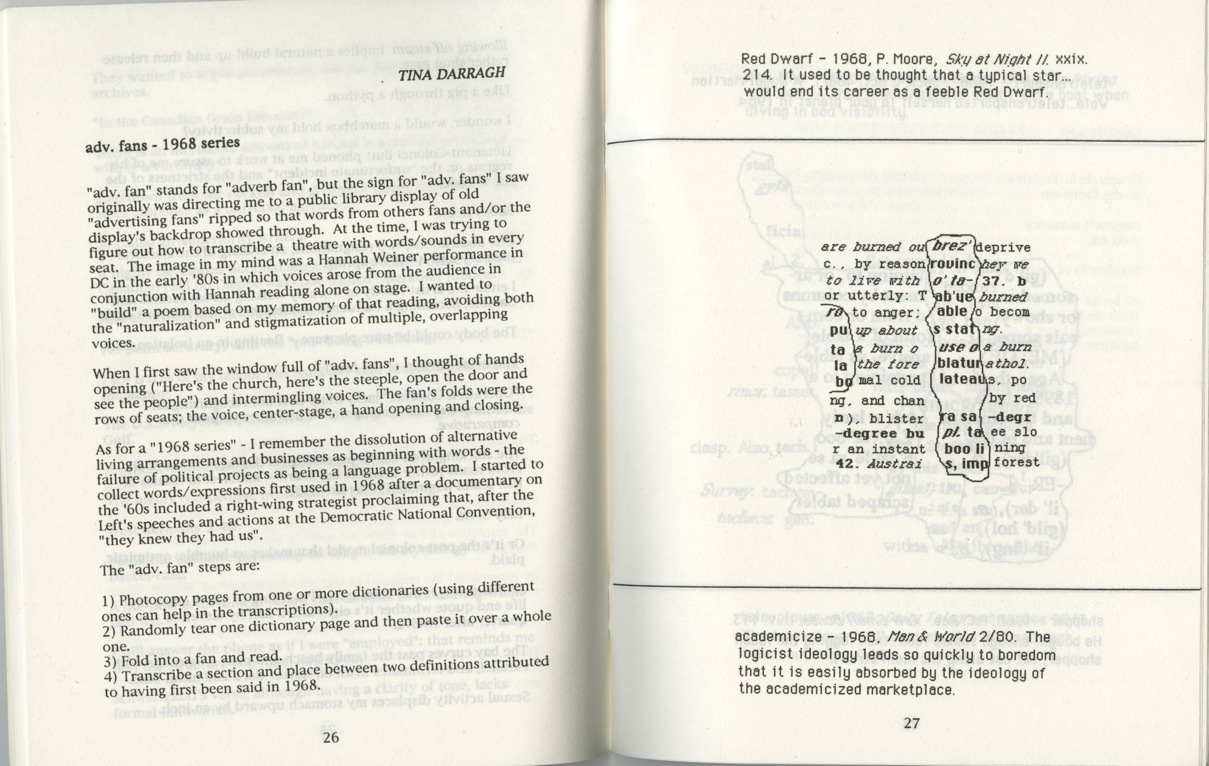 TINA DARRAGH
adv. fans - 1968 series
"adv. fan" stands for "adverb fan", but the sign for "adv. fans" I saw
originally was directing me to a public library display of old
"advertising fans" ripped so that words from others fans and/or the
display's backdrop showed through. At the time, I was trying to
figure out how to transcribe a theatre with words/sounds in every
seat. The image in my mind was a Hannah Weiner performance in
DC in the early '80s in which voices arose from the audience in
conjunction with Hannah reading alone on stage. I wanted to
"build" a poem based on my memory of that reading, avoiding both
the "naturalization" and stigmatization of multiple, overlapping
voices.
When I first saw the window full of "adv. fans", I thought of hands
opening ("Here's the church, here's the steeple, open the door and
see the people") and intermingling voices. The fan's folds were the
rows of seats; the voice, center-stage, a hand opening and closing.
As for a "1968 series" - I remember the dissolution of alternative
living arrangements and businesses as beginning with words - the
failure of political projects as being a language problem. I started to
collect words/expressions first used in 1968 after a documentary on
the '60s included a right-wing strategist proclaiming that, after the
Left's speeches and actions at the Democratic National Convention,
"they knew they had us".
The "adv. fan" steps are:
1) Photocopy pages from one or more dictionaries (using different
ones can help in the transcriptions).
2) Randomly tear one dictionary page and then paste it over a whole
one.
3) Fold into a fan and read.
4) Transcribe a section and place between two definitions attributed
to having first been said in 1968.
26
Red Dwarf - 1968, P. Moore, Sky at Night II. xxix.
214. It used to be thought that a typical star...
would end its career as a feeble Red Dwarf.
are burned ou brez' deprive
c., by reason rovinc hey we
to live with o' ta- 37. b
or utterly: T ab'ue burned
ro to anger; able o becom
pu up about s stat ng.
ta a burn o use o a burn
la the fore blatur athol.
bo mal cold lateau s, po
ng, and chan by red
n), blister ra sa -degr
-degree bu pl. ta ee slo
r an instant boo li ning
42. Austrai s, imp forest
academicize - 1968, Man & World 2/80. The
logicist ideology leads so quickly to boredom
that it is easily absorbed by the ideology of
the academicized marketplace.
27